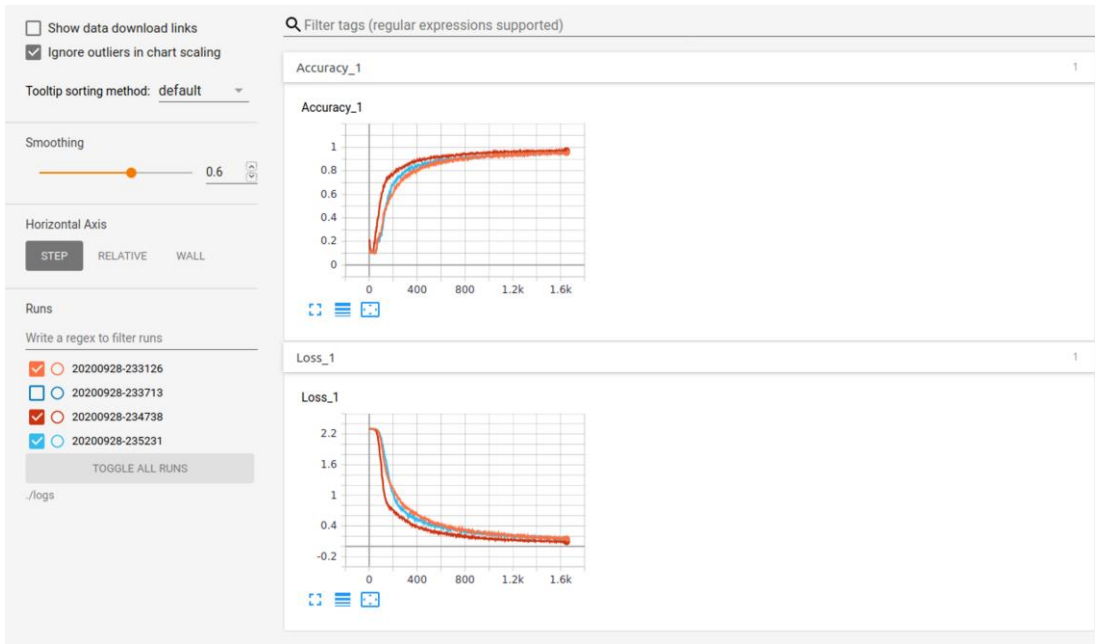 Show data download links
Ignore outliers in chart scaling
Tooltip sorting method: default
Smoothing
0.6
Horizontal Axis
STEP RELATIVE WALL
Runs
Write a regex to filter runs
20200928-233126
20200928-233713
20200928-234738
20200928-235231
TOGGLE ALL RUNS
./logs
Filter tags (regular expressions supported)
Accuracy_1 1
Accuracy_1
1
0.8
0.6
0.4
0.2
0
0 400 800 1.2k 1.6k
Loss_1 1
Loss_1
2.2
1.6
1
0.4
-0.2
0 400 800 1.2k 1.6k